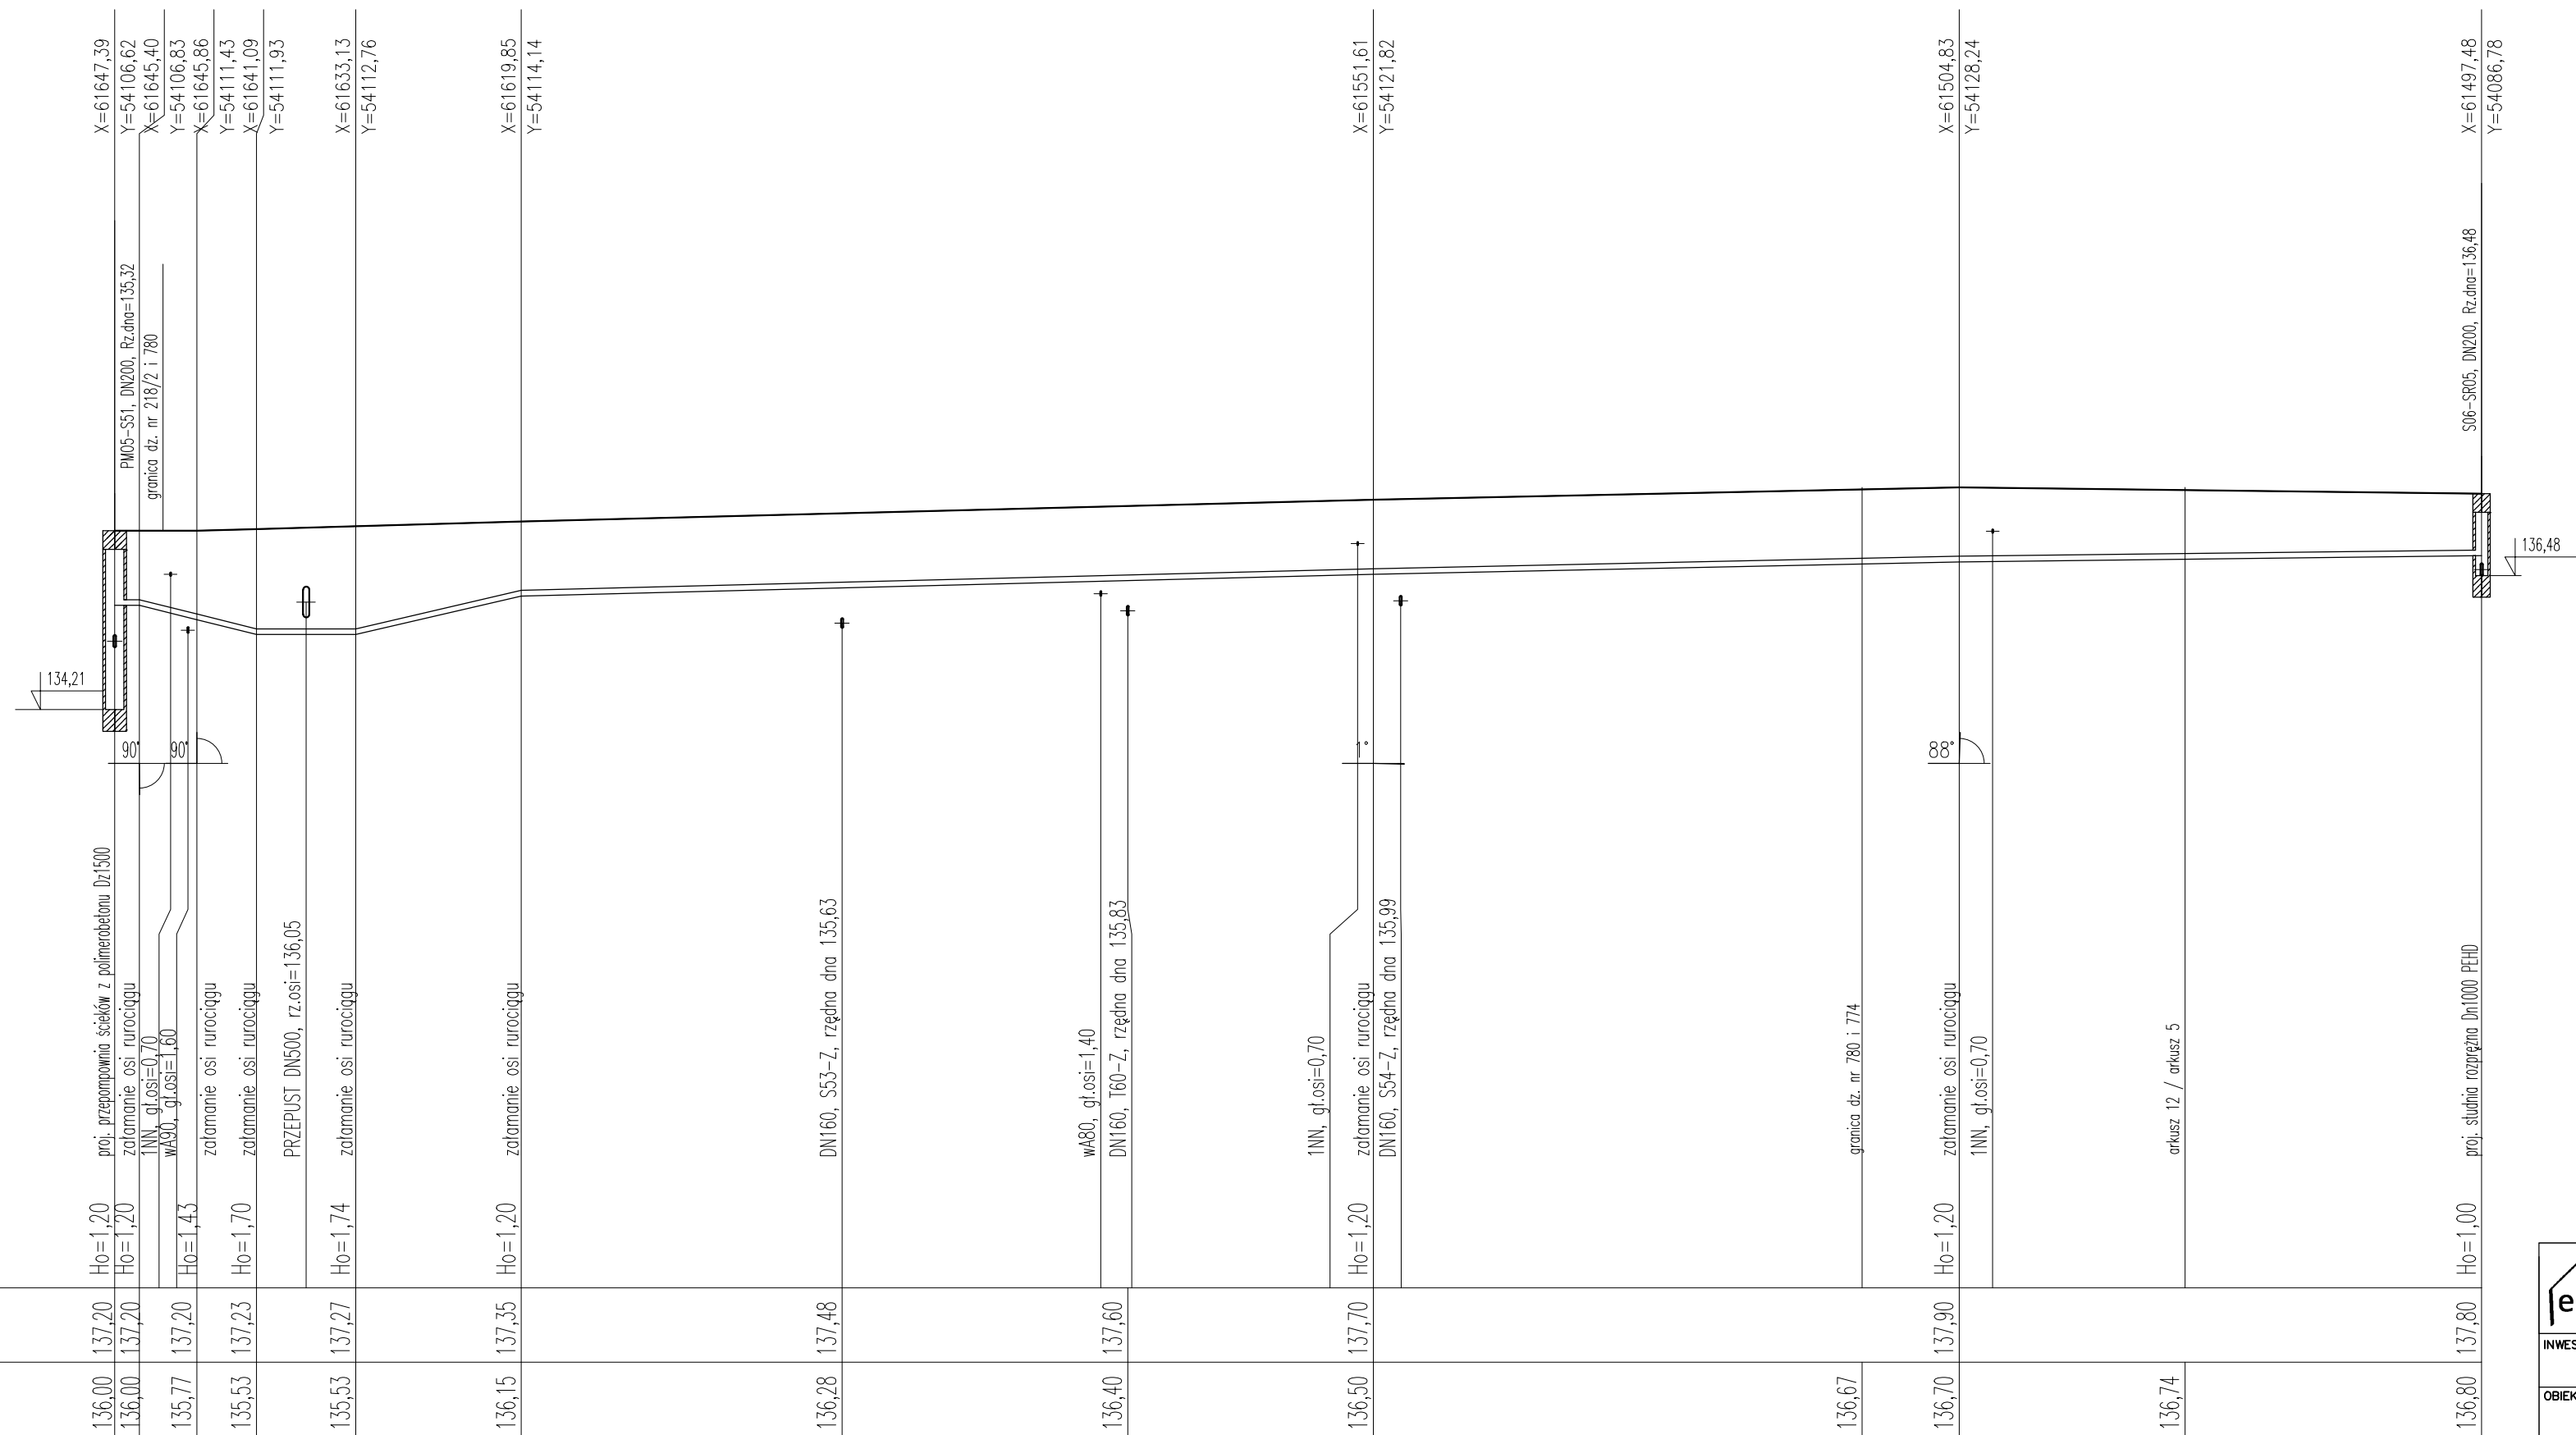 X=61647,39
Y=54106,62
X=61645,40
Y=54106,83
X=61645,86
Y=54111,43
X=61641,09
Y=54111,93
X=61633,13
Y=54112,76
X=61619,85
Y=54114,14
X=61551,61
Y=54121,82
X=61504,83
Y=54128,24
X=61497,48
Y=54086,78
PM05-S51, DN200, Rz.dna=135,32
granica dz. nr 218/2 i 780
S06-SR05, DN200, Rz.dna=136,48
136,48
134,21
90°
90°
1°
88°
proj. przepompownia ścieków z polimerobetonu Dz1500
załamanie osi rurociągu
1NN, gł.osi=0,70
wA90, gł.osi=1,60
załamanie osi rurociągu
załamanie osi rurociągu
PRZEPUST DN500, rz.osi=136,05
załamanie osi rurociągu
załamanie osi rurociągu
DN160, S53-Z, rzędna dna 135,63
wA80, gł.osi=1,40
DN160, T60-Z, rzędna dna 135,83
1NN, gł.osi=0,70
załamanie osi rurociągu
DN160, S54-Z, rzędna dna 135,99
granica dz. nr 780 i 774
załamanie osi rurociągu
1NN, gł.osi=0,70
arkusz 12 / arkusz 5
proj. studnia rozprężna Dn1000 PEHD
Ho=1,20
Ho=1,20
Ho=1,43
Ho=1,70
Ho=1,74
Ho=1,20
Ho=1,20
Ho=1,20
Ho=1,00
137,20
137,20
137,20
137,23
137,27
137,35
137,48
137,60
137,70
137,90
137,80
136,00
136,00
135,77
135,53
135,53
136,15
136,28
136,40
136,50
136,67
136,70
136,74
136,80
e
INWES
OBIEK